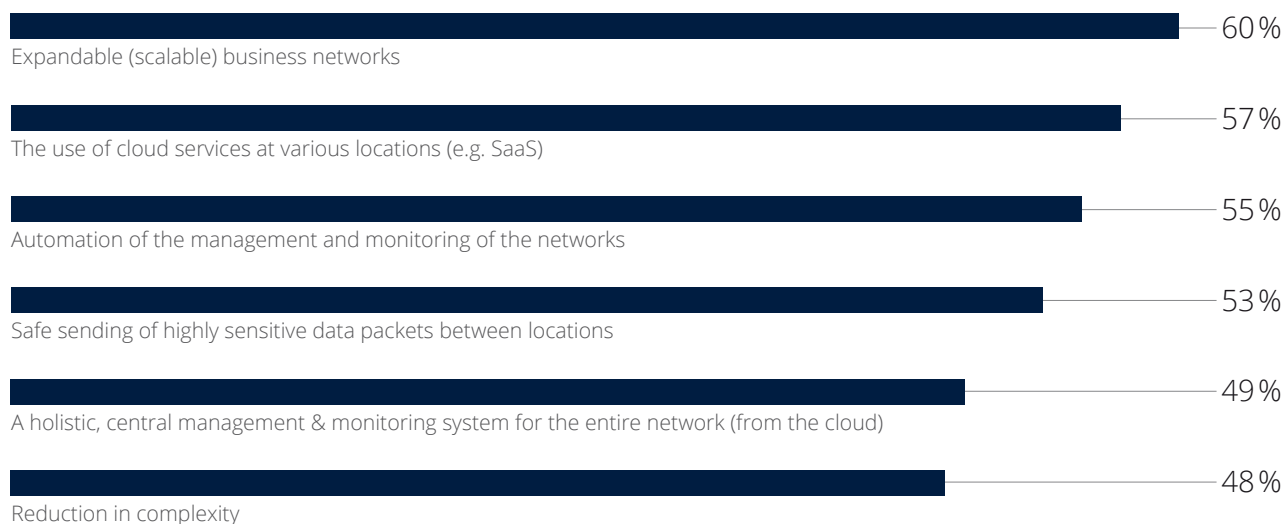 60 %
Expandable (scalable) business networks
57 %
The use of cloud services at various locations (e.g. SaaS)
55 %
Automation of the management and monitoring of the networks
53 %
Safe sending of highly sensitive data packets between locations
49 %
A holistic, central management & monitoring system for the entire network (from the cloud)
48 %
Reduction in complexity